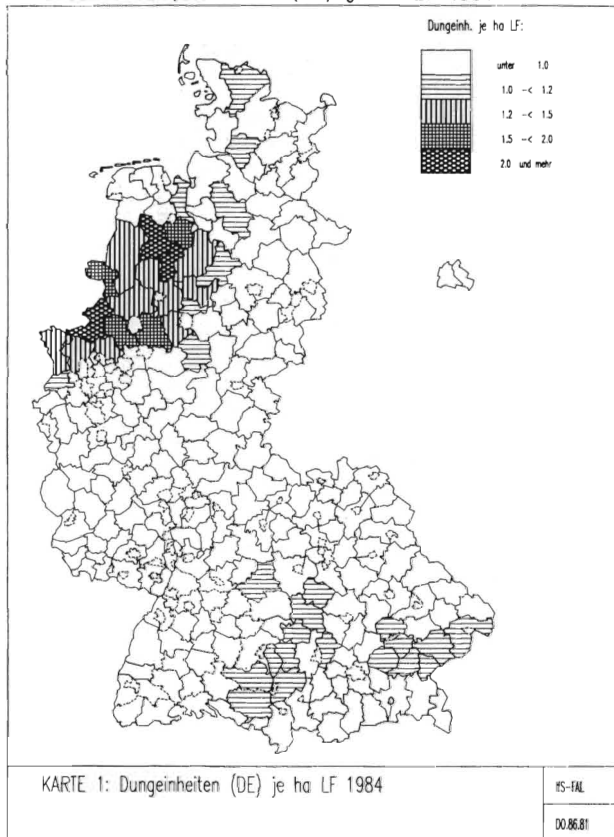 Dungeinh. je ha LF:
unter 1.0
1.0 -< 1.2
1.2 -< 1.5
1.5 -< 2.0
2.0 und mehr
KARTE 1: Dungeinheiten (DE) je ha LF 1984
HS-FAL
DO.86.81